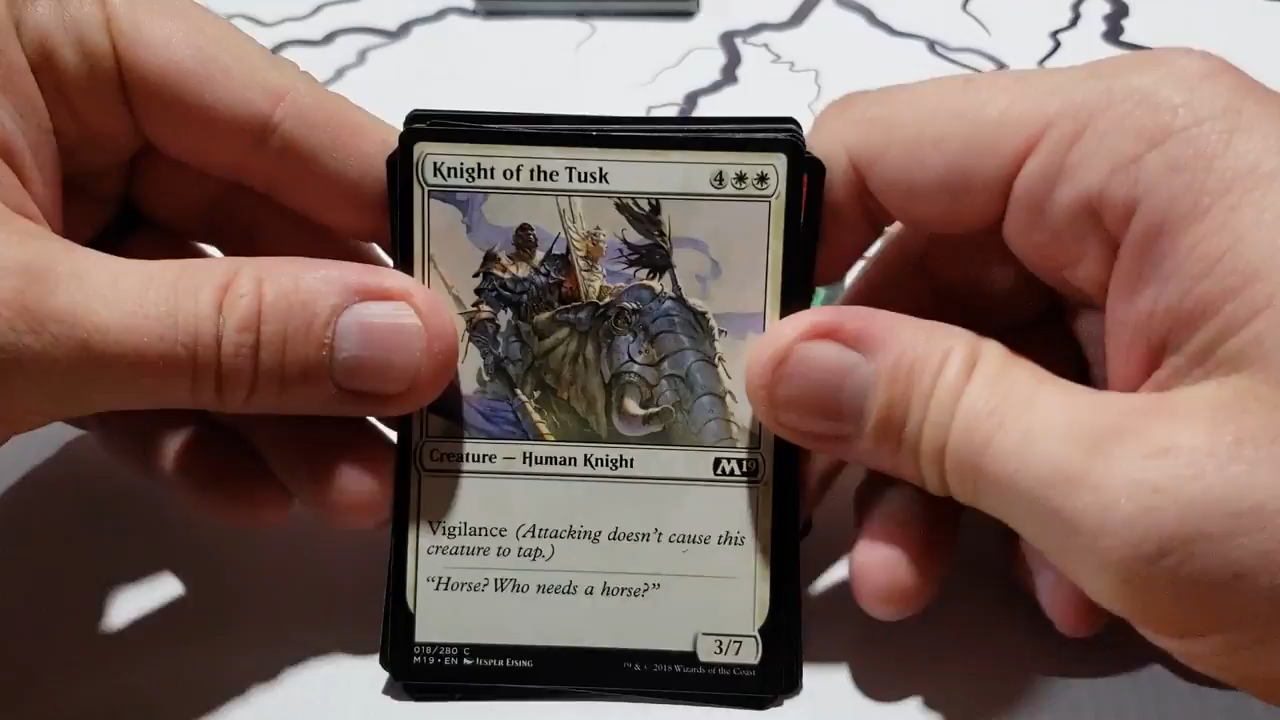 Knight of the Tusk 4
Creature — Human Knight M19
Vigilance (Attacking doesn't cause this
creature to tap.)
"Horse? Who needs a horse?"
3/7
018/280 C
M19 • EN Jesper Ejsing
™ & © 2018 Wizards of the Coast